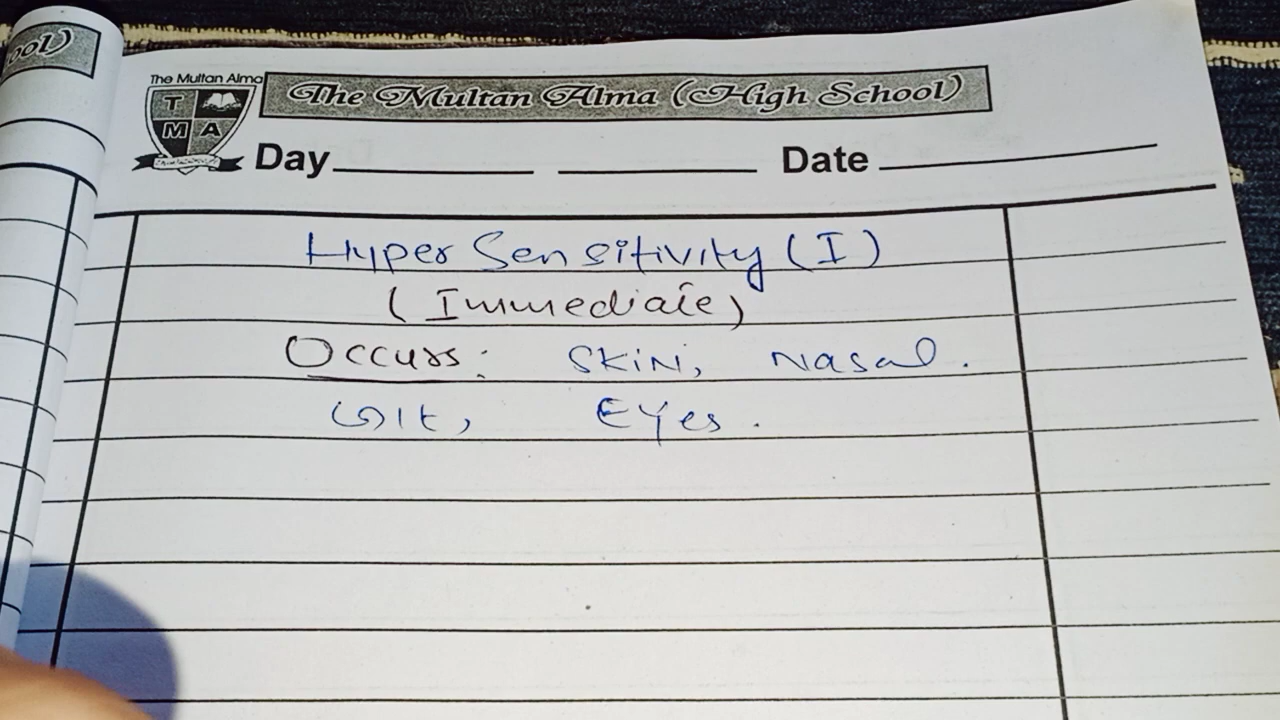 ool)
The Multan Alma
T
M A
The Multan Alma (High School)
Day Date
Hyper Sensitivity (I)
(Immediate)
Occurs: Skin, Nasal.
GIt, Eyes.